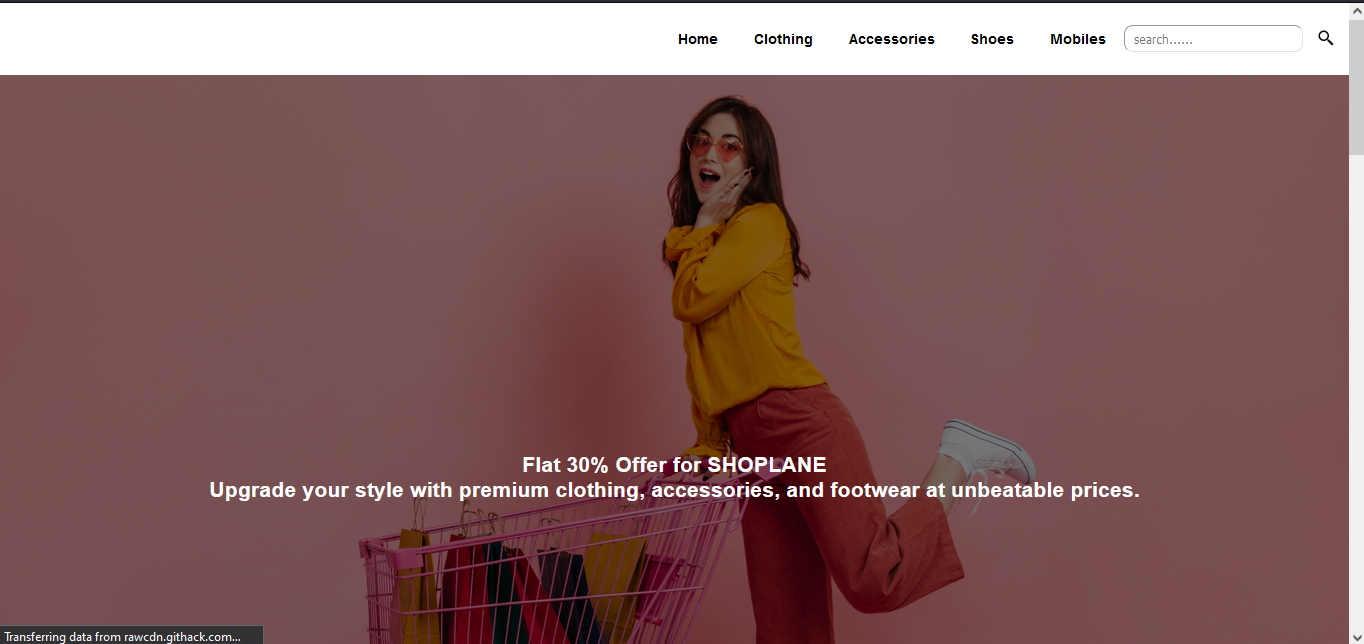 Home Clothing Accessories Shoes Mobiles search......
Flat 30% Offer for SHOPLANE
Upgrade your style with premium clothing, accessories, and footwear at unbeatable prices.
Transferring data from rawcdn.githack.com...